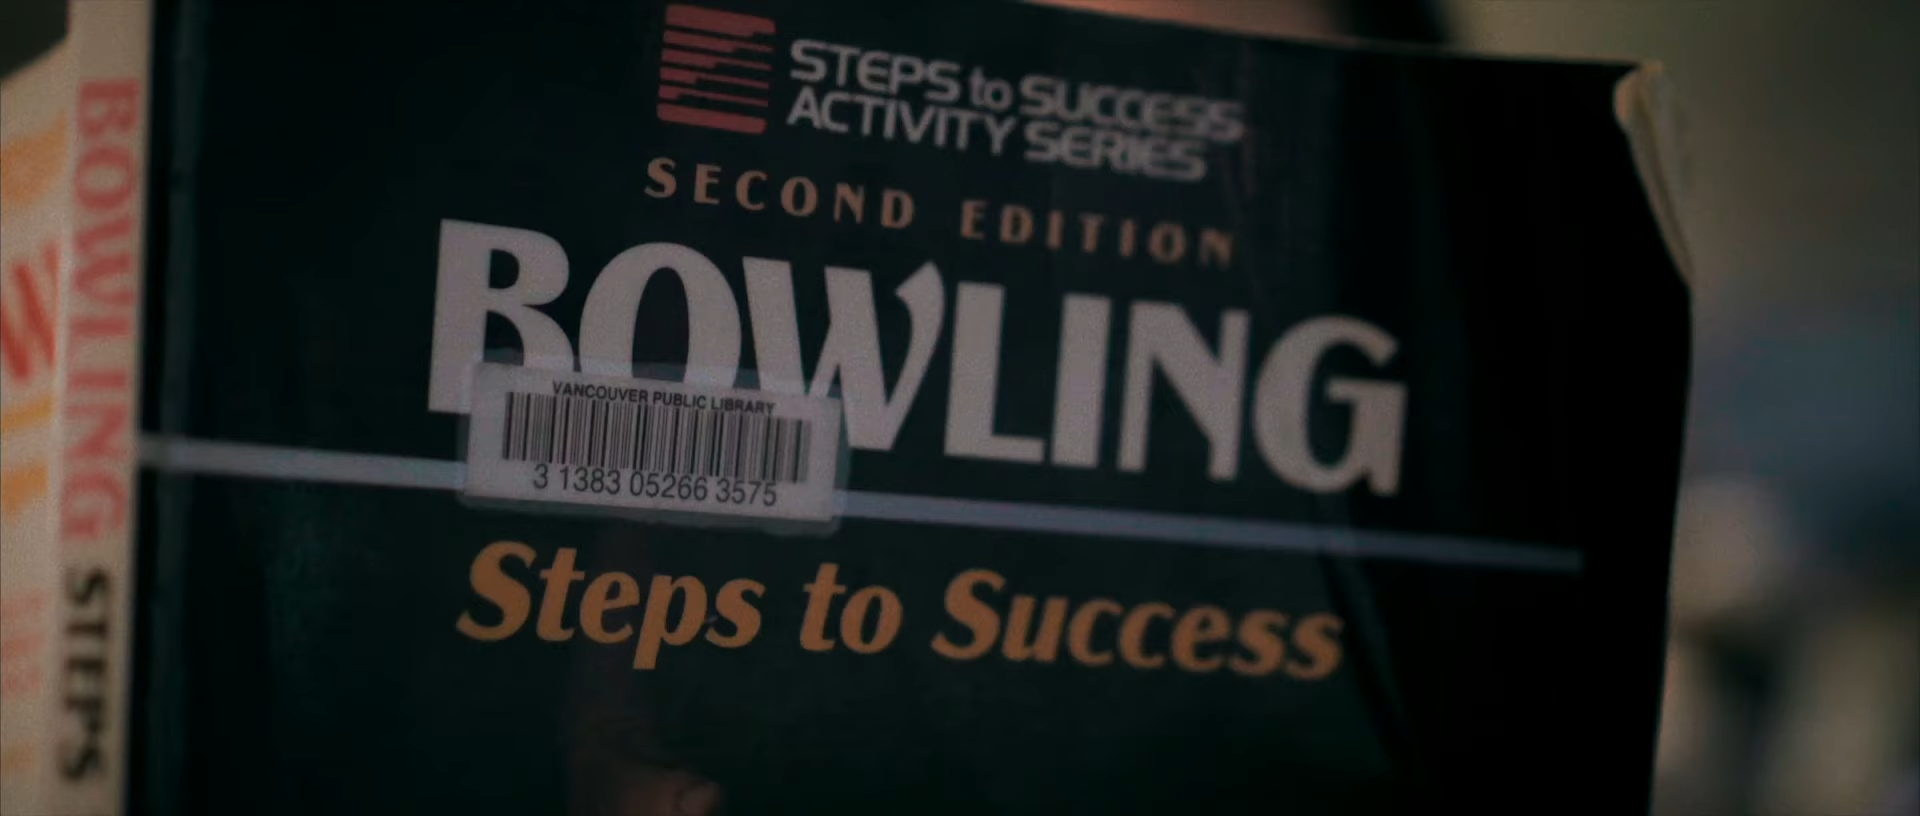 STEPS to SUCCESS
ACTIVITY SERIES
SECOND EDITION
BOWLING
VANCOUVER PUBLIC LIBRARY
3 1383 05266 3575
Steps to Success
BOWLING STEPS